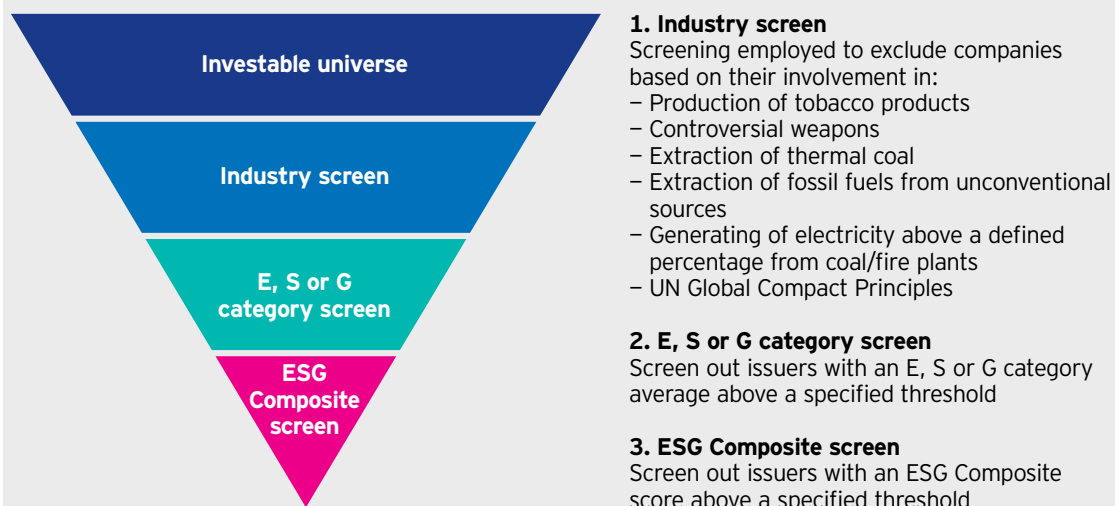 Investable universe
Industry screen
E, S or G
category screen
ESG
Composite
screen
1. Industry screen
Screening employed to exclude companies
based on their involvement in:
– Production of tobacco products
– Controversial weapons
– Extraction of thermal coal
– Extraction of fossil fuels from unconventional
sources
– Generating of electricity above a defined
percentage from coal/fire plants
– UN Global Compact Principles
2. E, S or G category screen
Screen out issuers with an E, S or G category
average above a specified threshold
3. ESG Composite screen
Screen out issuers with an ESG Composite
score above a specified threshold